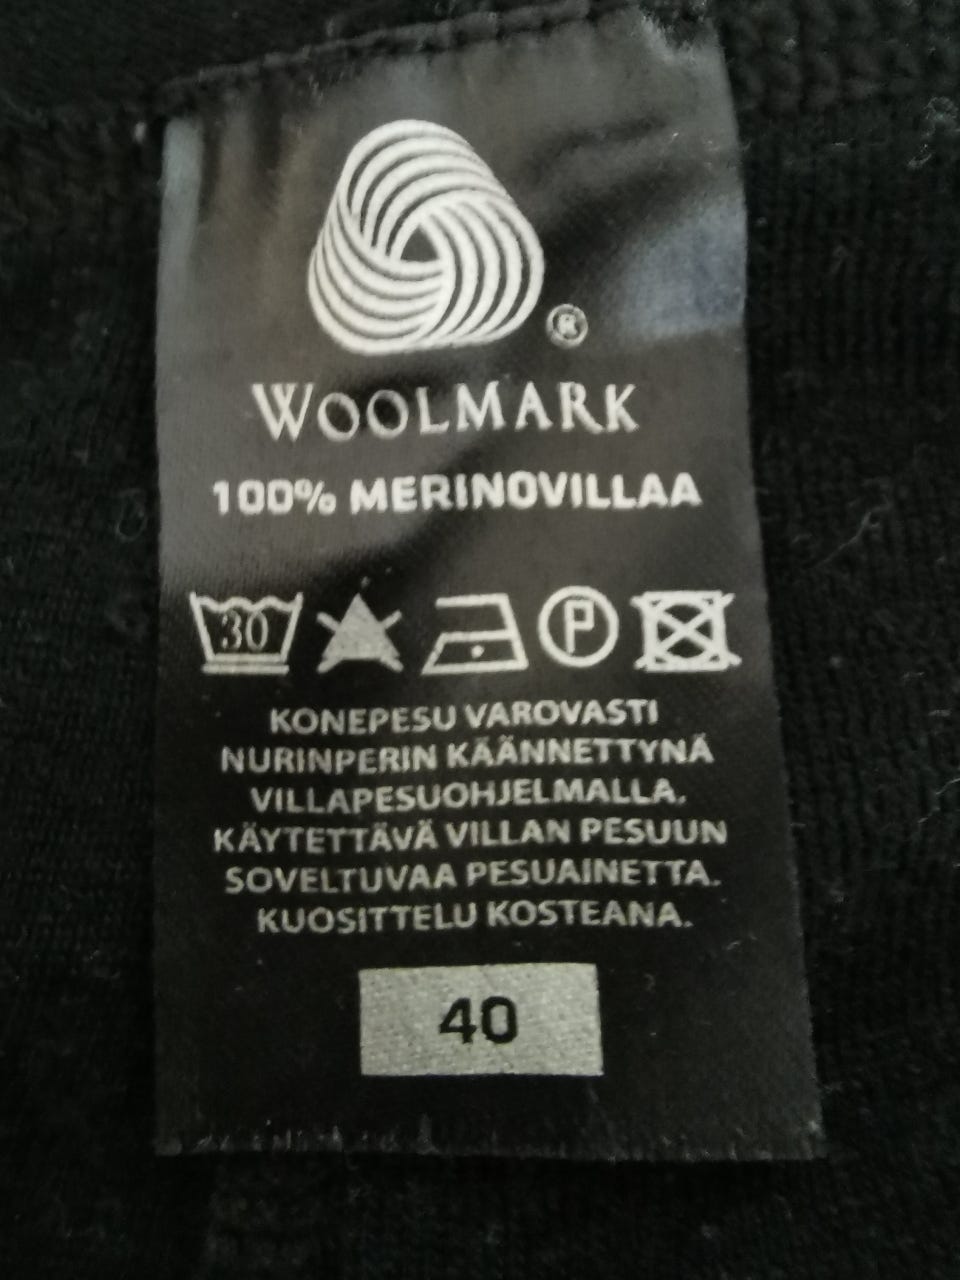 ®
WOOLMARK
100% MERINOVILLAA
30 P
KONEPESU VAROVASTI
NURINPERIN KÄÄNNETTYNÄ
VILLAPESUOHJELMALLA.
KÄYTETTÄVÄ VILLAN PESUUN
SOVELTUVAA PESUAINETTA.
KUOSITTELU KOSTEANA.
40